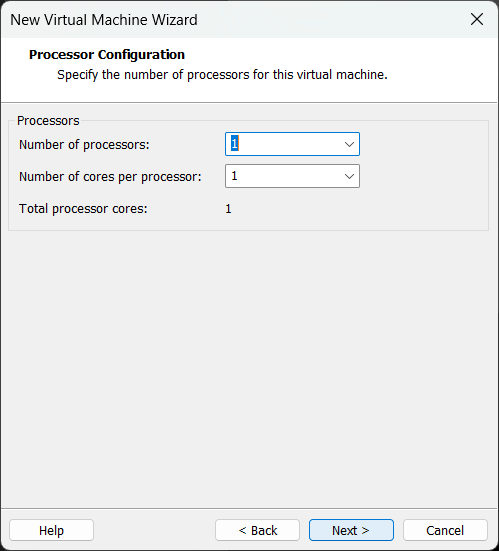 New Virtual Machine Wizard
Processor Configuration
Specify the number of processors for this virtual machine.
Processors
Number of processors: 1
Number of cores per processor: 1
Total processor cores: 1
Help < Back Next > Cancel